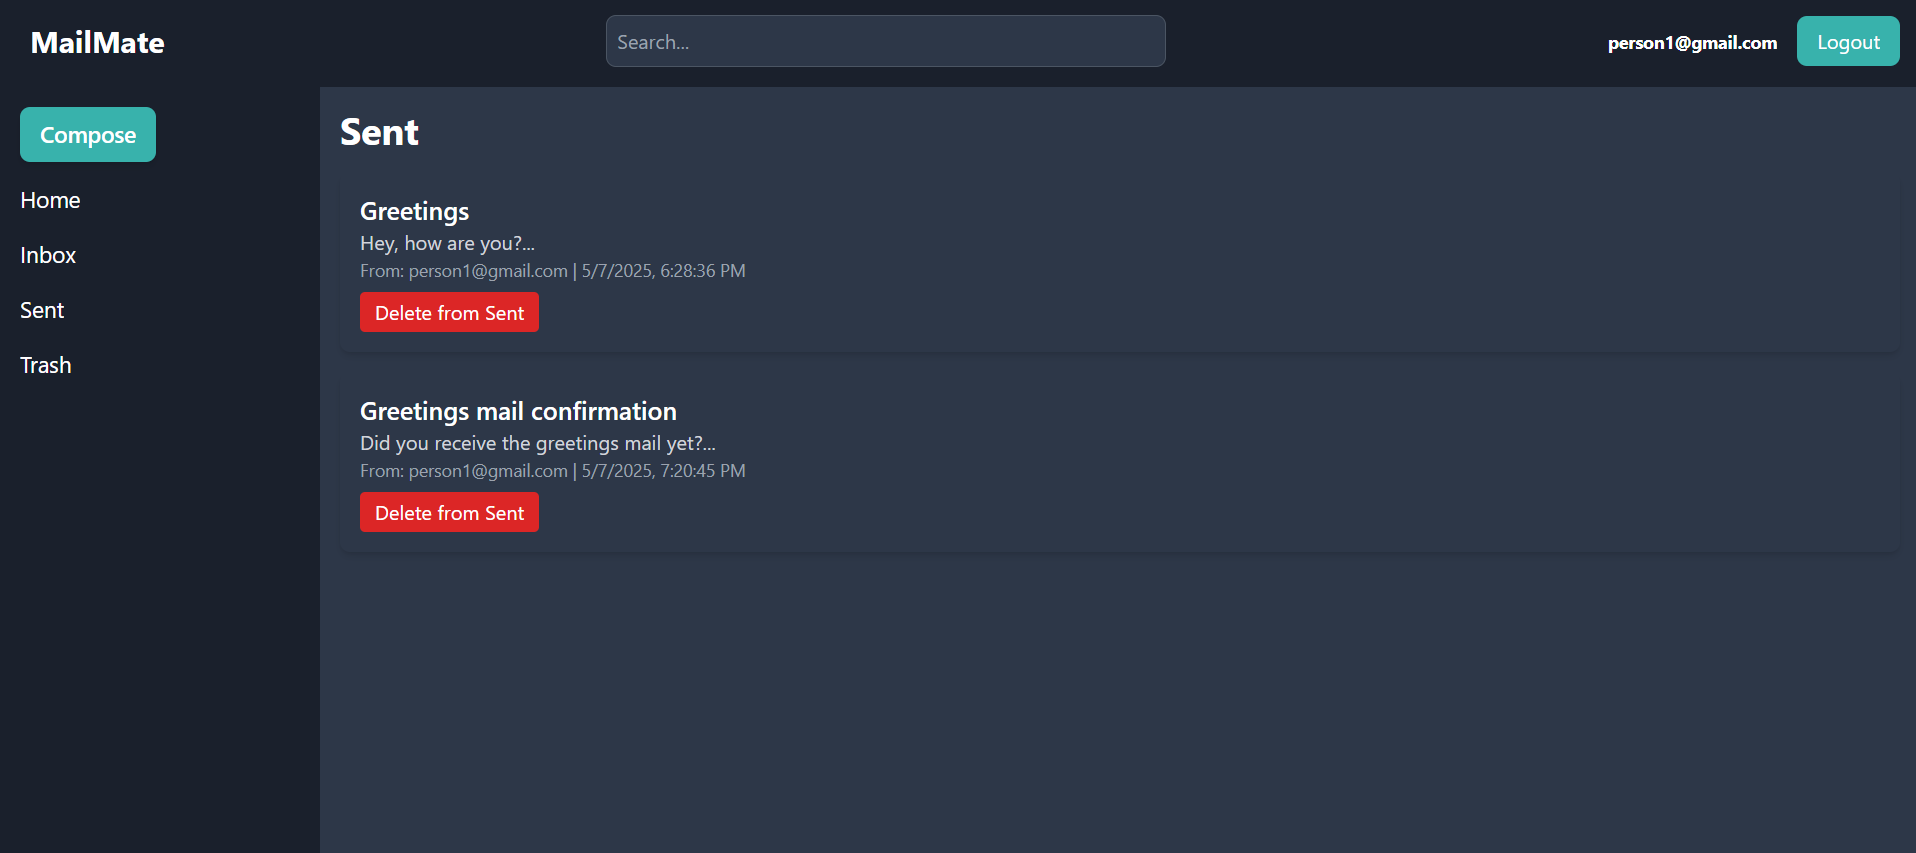 MailMate
Search...
person1@gmail.com
Logout
Compose
Home
Inbox
Sent
Trash
Sent
Greetings
Hey, how are you?...
From: person1@gmail.com | 5/7/2025, 6:28:36 PM
Delete from Sent
Greetings mail confirmation
Did you receive the greetings mail yet?...
From: person1@gmail.com | 5/7/2025, 7:20:45 PM
Delete from Sent